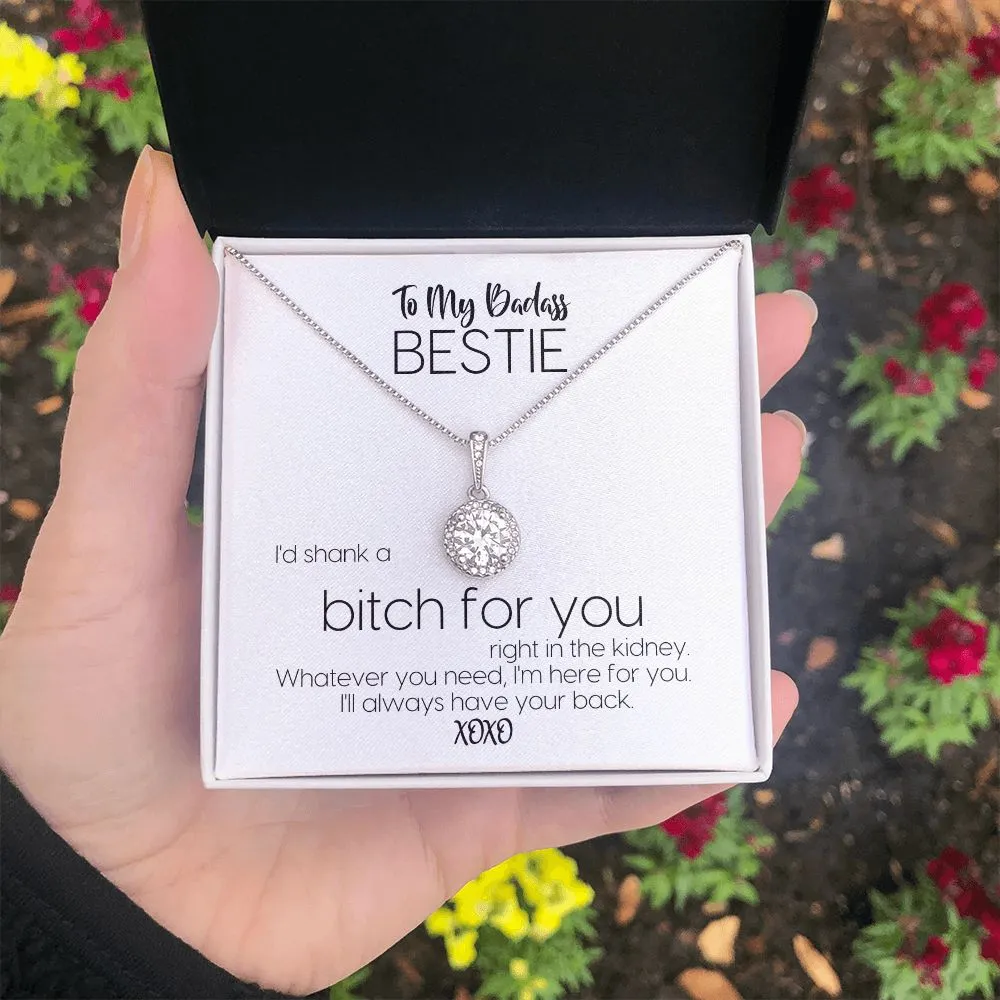 To My Badass
BESTIE
I'd shank a
bitch for you
right in the kidney.
Whatever you need, I'm here for you.
I'll always have your back.
XOXO